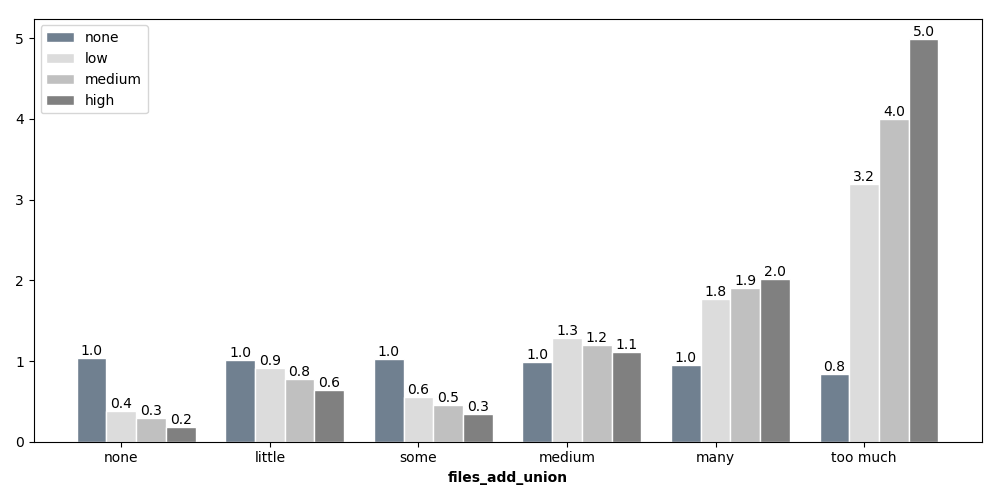 none
low
medium
high
5
4
3
2
1
0
1.0 0.4 0.3 0.2
1.0 0.9 0.8 0.6
1.0 0.6 0.5 0.3
1.0 1.3 1.2 1.1
1.0 1.8 1.9 2.0
0.8 3.2 4.0 5.0
none little some medium many too much
files_add_union